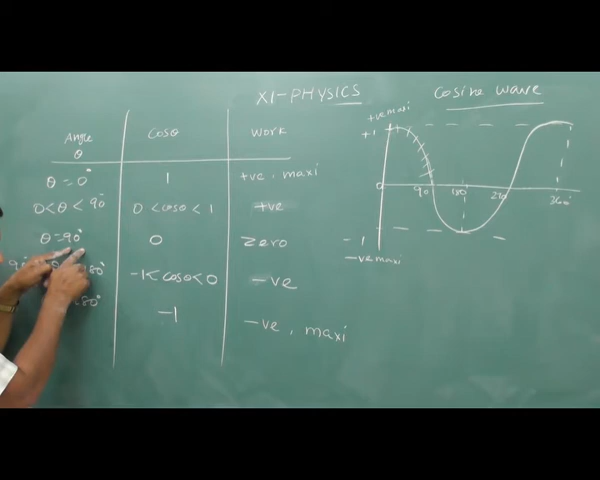 XI-PHYSICS
Cosine wave
Angle θ Cosθ Work
θ=0° 1 +ve, maxi
0<θ<90° 0<cosθ<1 +ve
θ=90° 0 Zero
-1<cosθ<0 -ve
-1 -ve, maxi
+ve maxi
+1
0 90 180 270 360°
-1
-ve maxi